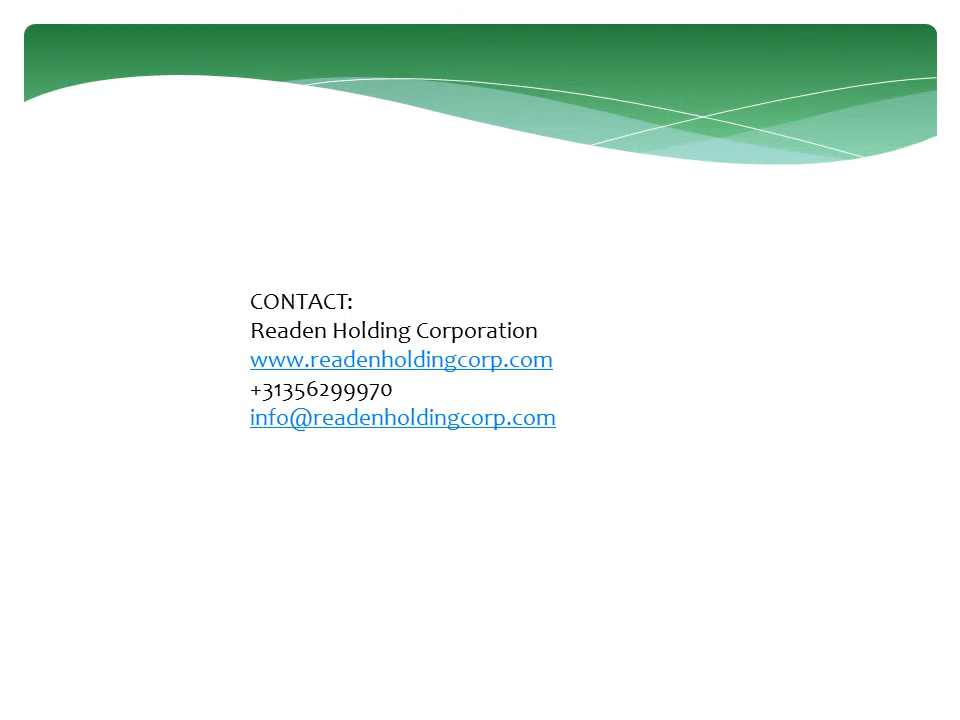 CONTACT:
Readen Holding Corporation
www.readenholdingcorp.com
+31356299970
info@readenholdingcorp.com